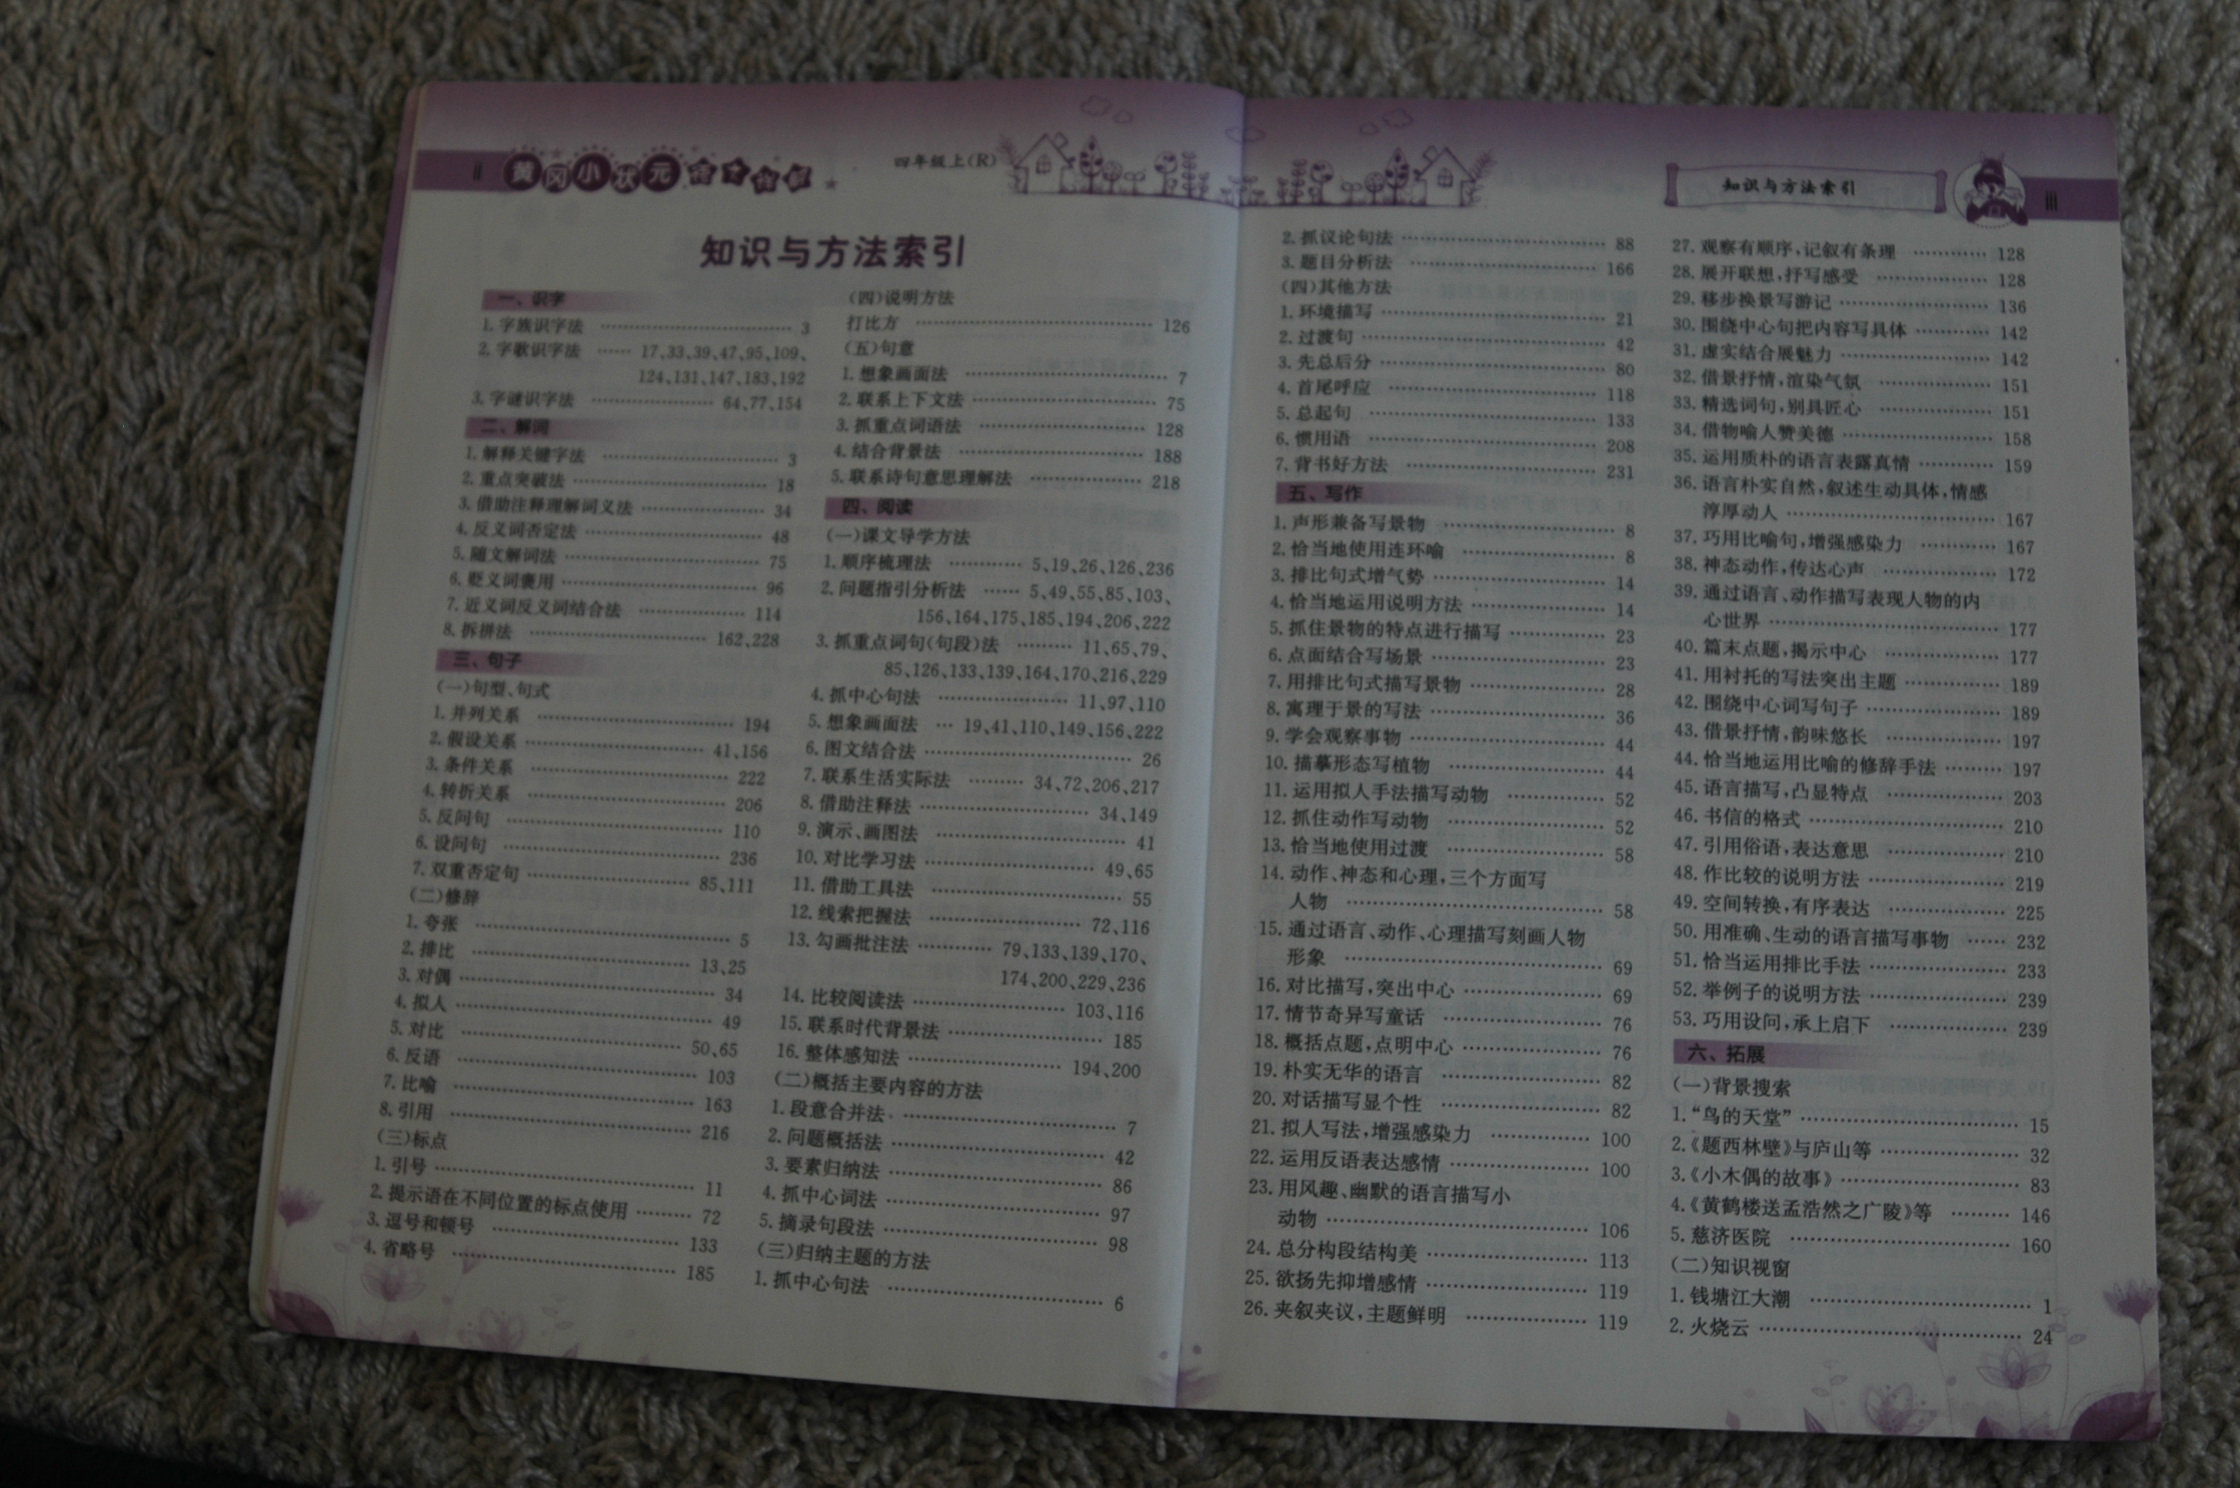 ii
黄冈小状元
四年级上(R)
知识与方法索引
一、识字
1. 字族识字法 ………… 3
2. 字歌识字法 …… 17、33、39、47、95、109、
124、131、147、183、192
3. 字谜识字法 ………… 64、77、154
二、解词
1. 解释关键字法 ………… 3
2. 重点突破法 ………… 18
3. 借助注释理解词义法 ………… 34
4. 反义词否定法 ………… 48
5. 随文解词法 ………… 75
6. 贬义词褒用 ………… 96
7. 近义词反义词结合法 ………… 114
8. 拆拼法 ………… 162、228
三、句子
(一)句型、句式
1. 并列关系 ………… 194
2. 假设关系 ………… 41、156
3. 条件关系 ………… 222
4. 转折关系 ………… 206
5. 反问句 ………… 110
6. 设问句 ………… 236
7. 双重否定句 ………… 85、111
(二)修辞
1. 夸张 ………… 5
2. 排比 ………… 13、25
3. 对偶 ………… 34
4. 拟人 ………… 49
5. 对比 ………… 50、65
6. 反语 ………… 103
7. 比喻 ………… 163
8. 引用 ………… 216
(三)标点
1. 引号 ………… 11
2. 提示语在不同位置的标点使用 ……… 72
3. 逗号和顿号 ………… 133
4. 省略号 ………… 185
(四)说明方法
打比方 ………… 126
(五)句意
1. 想象画面法 ………… 7
2. 联系上下文法 ………… 75
3. 抓重点词语法 ………… 128
4. 结合背景法 ………… 188
5. 联系诗句意思理解法 ………… 218
四、阅读
(一)课文导学方法
1. 顺序梳理法 ………… 5、19、26、126、236
2. 问题指引分析法 …… 5、49、55、85、103、
156、164、175、185、194、206、222
3. 抓重点词句(句段)法 ……… 11、65、79、
85、126、133、139、164、170、216、229
4. 抓中心句法 ………… 11、97、110
5. 想象画面法 … 19、41、110、149、156、222
6. 图文结合法 ………… 26
7. 联系生活实际法 ……… 34、72、206、217
8. 借助注释法 ………… 34、149
9. 演示、画图法 ………… 41
10. 对比学习法 ………… 49、65
11. 借助工具法 ………… 55
12. 线索把握法 ………… 72、116
13. 勾画批注法 ………… 79、133、139、170、
174、200、229、236
14. 比较阅读法 ………… 103、116
15. 联系时代背景法 ………… 185
16. 整体感知法 ………… 194、200
(二)概括主要内容的方法
1. 段意合并法 ………… 7
2. 问题概括法 ………… 42
3. 要素归纳法 ………… 86
4. 抓中心词法 ………… 97
5. 摘录句段法 ………… 98
(三)归纳主题的方法
1. 抓中心句法 ………… 6
知识与方法索引
iii
2. 抓议论句法 ………… 88
3. 题目分析法 ………… 166
(四)其他方法
1. 环境描写 ………… 21
2. 过渡句 ………… 42
3. 先总后分 ………… 80
4. 首尾呼应 ………… 118
5. 总起句 ………… 133
6. 惯用语 ………… 208
7. 背书好方法 ………… 231
五、写作
1. 声形兼备写景物 ………… 8
2. 恰当地使用连环喻 ………… 8
3. 排比句式增气势 ………… 14
4. 恰当地运用说明方法 ………… 14
5. 抓住景物的特点进行描写 ………… 23
6. 点面结合写场景 ………… 23
7. 用排比句式描写景物 ………… 28
8. 寓理于景的写法 ………… 36
9. 学会观察事物 ………… 44
10. 描摹形态写植物 ………… 44
11. 运用拟人手法描写动物 ………… 52
12. 抓住动作写动物 ………… 52
13. 恰当地使用过渡 ………… 58
14. 动作、神态和心理,三个方面写
人物 ………… 58
15. 通过语言、动作、心理描写刻画人物
形象 ………… 69
16. 对比描写,突出中心 ………… 69
17. 情节奇异写童话 ………… 76
18. 概括点题,点明中心 ………… 76
19. 朴实无华的语言 ………… 82
20. 对话描写显个性 ………… 82
21. 拟人写法,增强感染力 ………… 100
22. 运用反语表达感情 ………… 100
23. 用风趣、幽默的语言描写小
动物 ………… 106
24. 总分构段结构美 ………… 113
25. 欲扬先抑增感情 ………… 119
26. 夹叙夹议,主题鲜明 ………… 119
27. 观察有顺序,记叙有条理 ………… 128
28. 展开联想,抒写感受 ………… 128
29. 移步换景写游记 ………… 136
30. 围绕中心句把内容写具体 ………… 142
31. 虚实结合展魅力 ………… 142
32. 借景抒情,渲染气氛 ………… 151
33. 精选词句,别具匠心 ………… 151
34. 借物喻人赞美德 ………… 158
35. 运用质朴的语言表露真情 ………… 159
36. 语言朴实自然,叙述生动具体,情感
淳厚动人 ………… 167
37. 巧用比喻句,增强感染力 ………… 167
38. 神态动作,传达心声 ………… 172
39. 通过语言、动作描写表现人物的内
心世界 ………… 177
40. 篇末点题,揭示中心 ………… 177
41. 用衬托的写法突出主题 ………… 189
42. 围绕中心词写句子 ………… 189
43. 借景抒情,韵味悠长 ………… 197
44. 恰当地运用比喻的修辞手法 ……… 197
45. 语言描写,凸显特点 ………… 203
46. 书信的格式 ………… 210
47. 引用俗语,表达意思 ………… 210
48. 作比较的说明方法 ………… 219
49. 空间转换,有序表达 ………… 225
50. 用准确、生动的语言描写事物 …… 232
51. 恰当运用排比手法 ………… 233
52. 举例子的说明方法 ………… 239
53. 巧用设问,承上启下 ………… 239
六、拓展
(一)背景搜索
1.“鸟的天堂” ………… 15
2.《题西林壁》与庐山等 ………… 32
3.《小木偶的故事》 ………… 83
4.《黄鹤楼送孟浩然之广陵》等 ……… 146
5. 慈济医院 ………… 160
(二)知识视窗
1. 钱塘江大潮 ………… 1
2. 火烧云 ………… 24